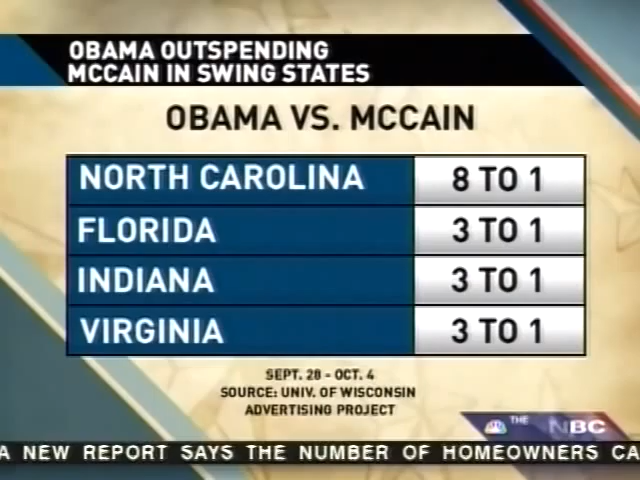 OBAMA OUTSPENDING
MCCAIN IN SWING STATES
OBAMA VS. MCCAIN
NORTH CAROLINA 8 TO 1
FLORIDA 3 TO 1
INDIANA 3 TO 1
VIRGINIA 3 TO 1
SEPT. 28 - OCT. 4
SOURCE: UNIV. OF WISCONSIN
ADVERTISING PROJECT
THE NBC
A NEW REPORT SAYS THE NUMBER OF HOMEOWNERS CA